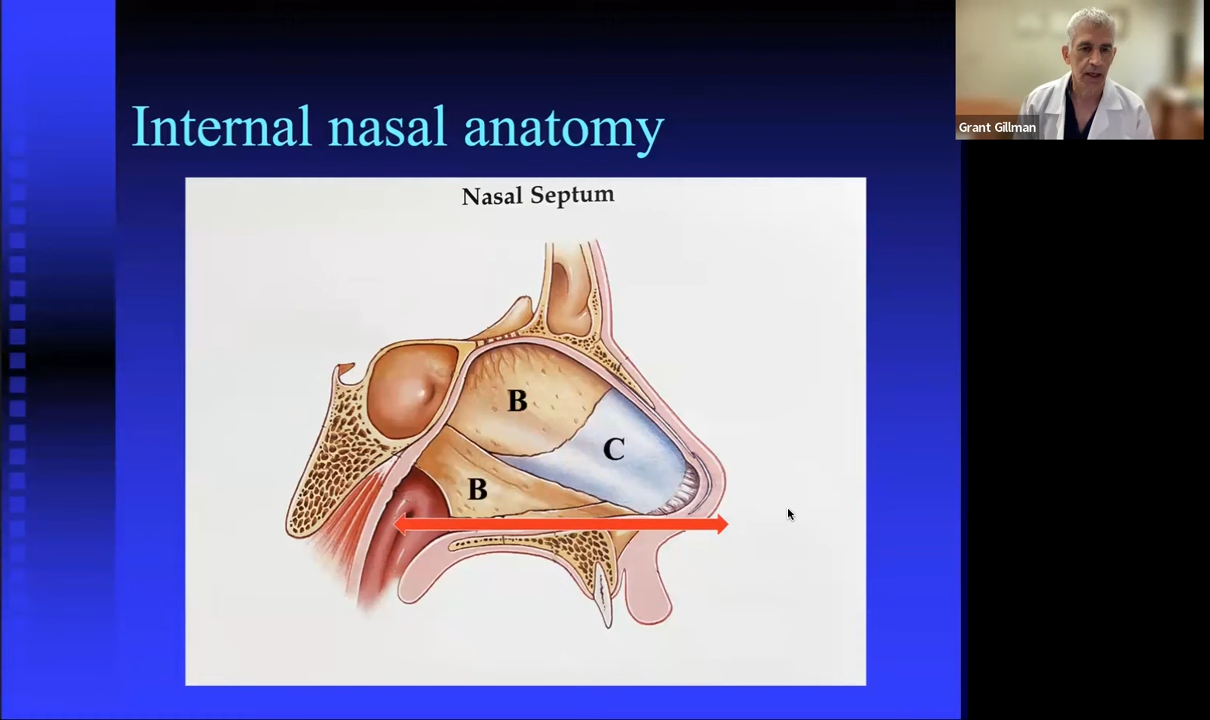 Internal nasal anatomy
Grant Gillman
Nasal Septum
B
C
B